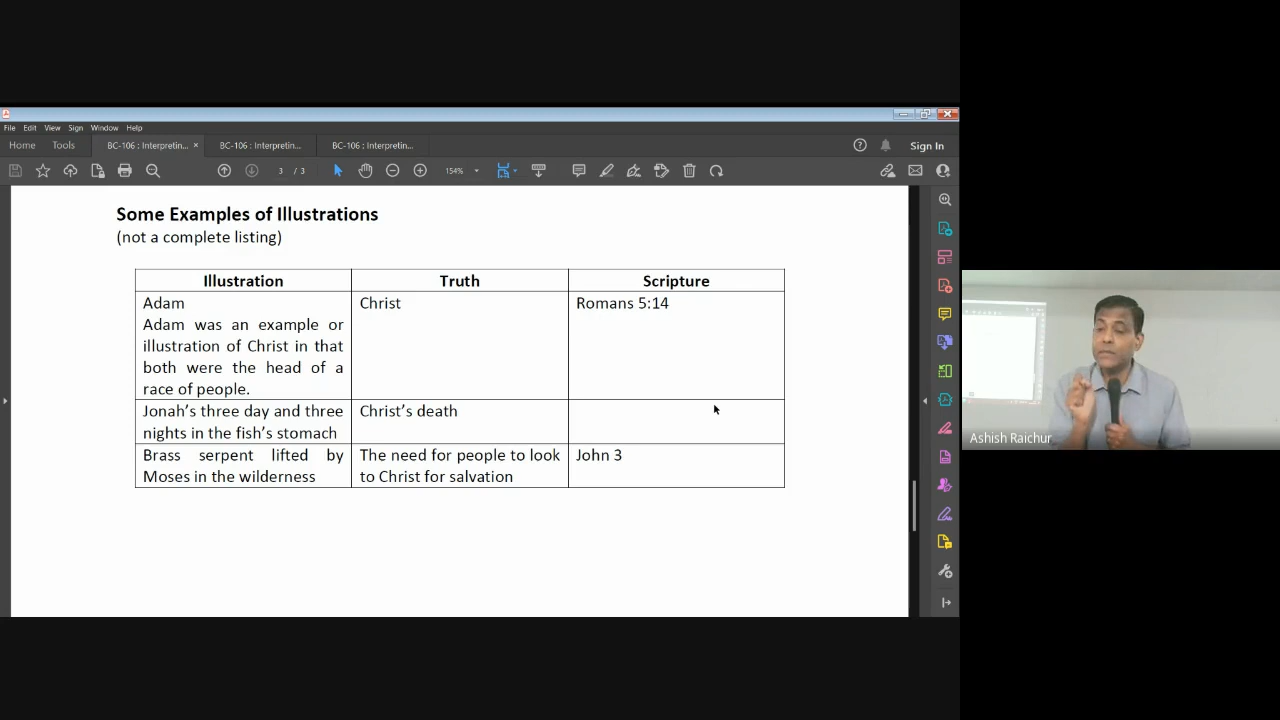 File Edit View Sign Window Help
Home Tools BC-106 : Interpretin... × BC-106 : Interpretin... BC-106 : Interpretin... Sign In
3 / 3 154%
Some Examples of Illustrations
(not a complete listing)
Illustration Truth Scripture
Adam Christ Romans 5:14
Adam was an example or
illustration of Christ in that
both were the head of a
race of people.
Jonah's three day and three Christ's death
nights in the fish's stomach
Brass serpent lifted by The need for people to look John 3
Moses in the wilderness to Christ for salvation
Ashish Raichur